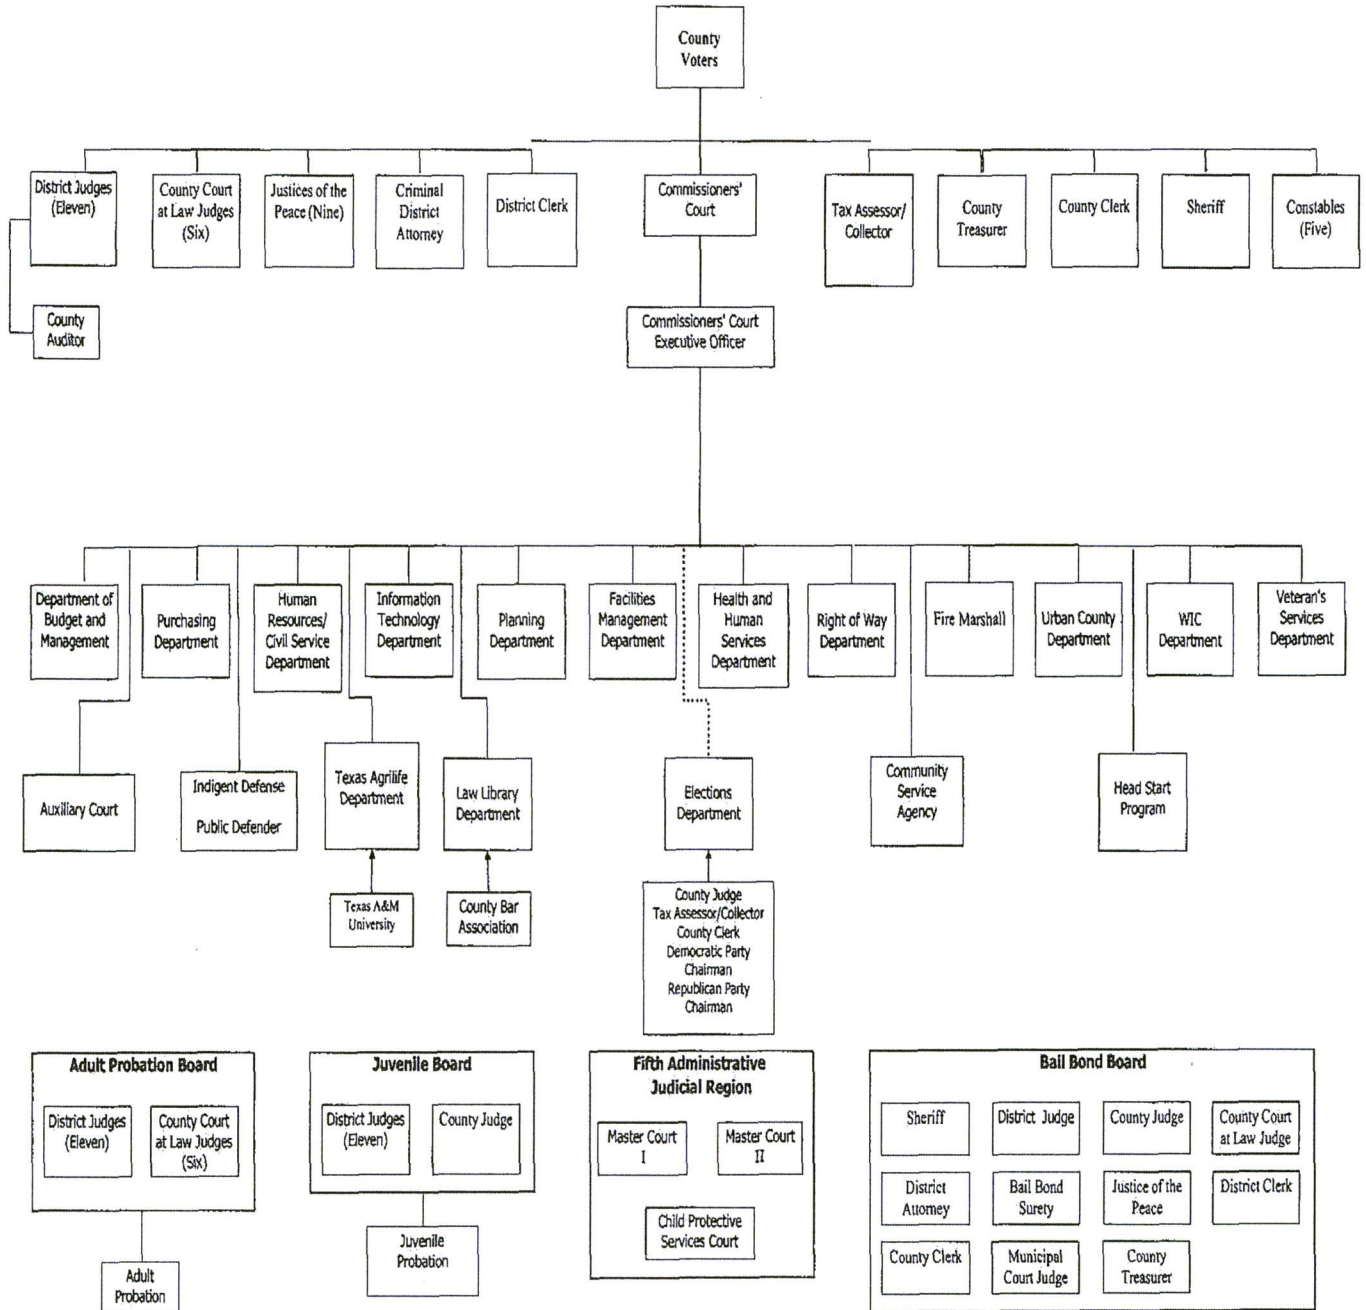 County
Voters
District Judges
(Eleven)
County Court
at Law Judges
(Six)
Justices of the
Peace (Nine)
Criminal
District
Attorney
District Clerk
Commissioners'
Court
Tax Assessor/
Collector
County
Treasurer
County Clerk
Sheriff
Constables
(Five)
County
Auditor
Commissioners' Court
Executive Officer
Department of
Budget and
Management
Purchasing
Department
Human
Resources/
Civil Service
Department
Information
Technology
Department
Planning
Department
Facilities
Management
Department
Health and
Human
Services
Department
Right of Way
Department
Fire Marshall
Urban County
Department
WIC
Department
Veteran's
Services
Department
Auxiliary Court
Indigent Defense
Public Defender
Texas Agrilife
Department
Law Library
Department
Elections
Department
Community
Service
Agency
Head Start
Program
Texas A&M
University
County Bar
Association
County Judge
Tax Assessor/Collector
County Clerk
Democratic Party
Chairman
Republican Party
Chairman
Adult Probation Board
District Judges
(Eleven)
County Court
at Law Judges
(Six)
Adult
Probation
Juvenile Board
District Judges
(Eleven)
County Judge
Juvenile
Probation
Fifth Administrative
Judicial Region
Master Court
I
Master Court
II
Child Protective
Services Court
Bail Bond Board
Sheriff
District Judge
County Judge
County Court
at Law Judge
District
Attorney
Bail Bond
Surety
Justice of the
Peace
District Clerk
County Clerk
Municipal
Court Judge
County
Treasurer